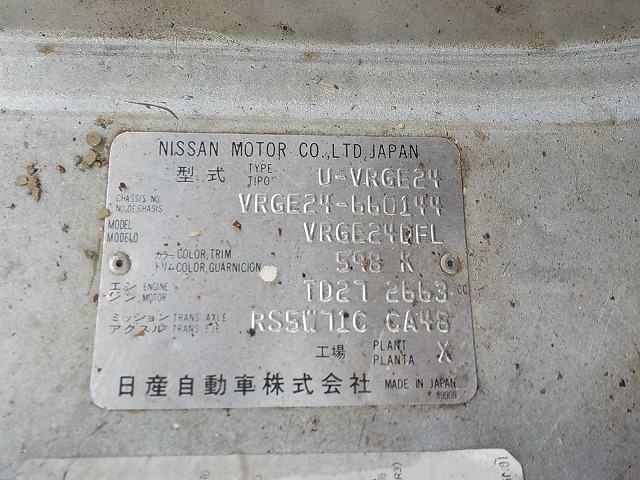 NISSAN MOTOR CO.,LTD.JAPAN
型式 TYPE TIPO U-VRGE24
CHASSIS NO. NO.DE.CHASIS VRGE24-660144
MODEL MODELO VRGE24DFL
カラー COLOR,TRIM トリム COLOR,GUARNICION 598 K
エンジン ENGINE MOTOR TD27 2663 CC
ミッション TRANS AXLE アクスル TRANS EJE RS5W71C CA48
工場 PLANT PLANTA X
日産自動車株式会社 MADE IN JAPAN